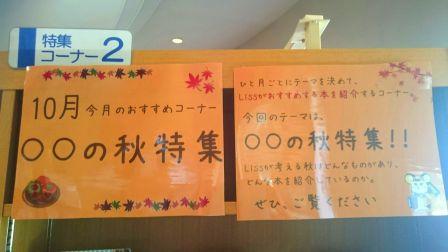 特集
コーナー2
10月 今月のおすすめコーナー
〇〇の秋特集
ひと月ごとにテーマを決めて、
LISSがおすすめする本を紹介するコーナー。
今回のテーマは、
〇〇の秋特集!!
LISSが考える秋はどんなものがあり、
どんな本を紹介しているのか。
ぜひ、ご覧ください